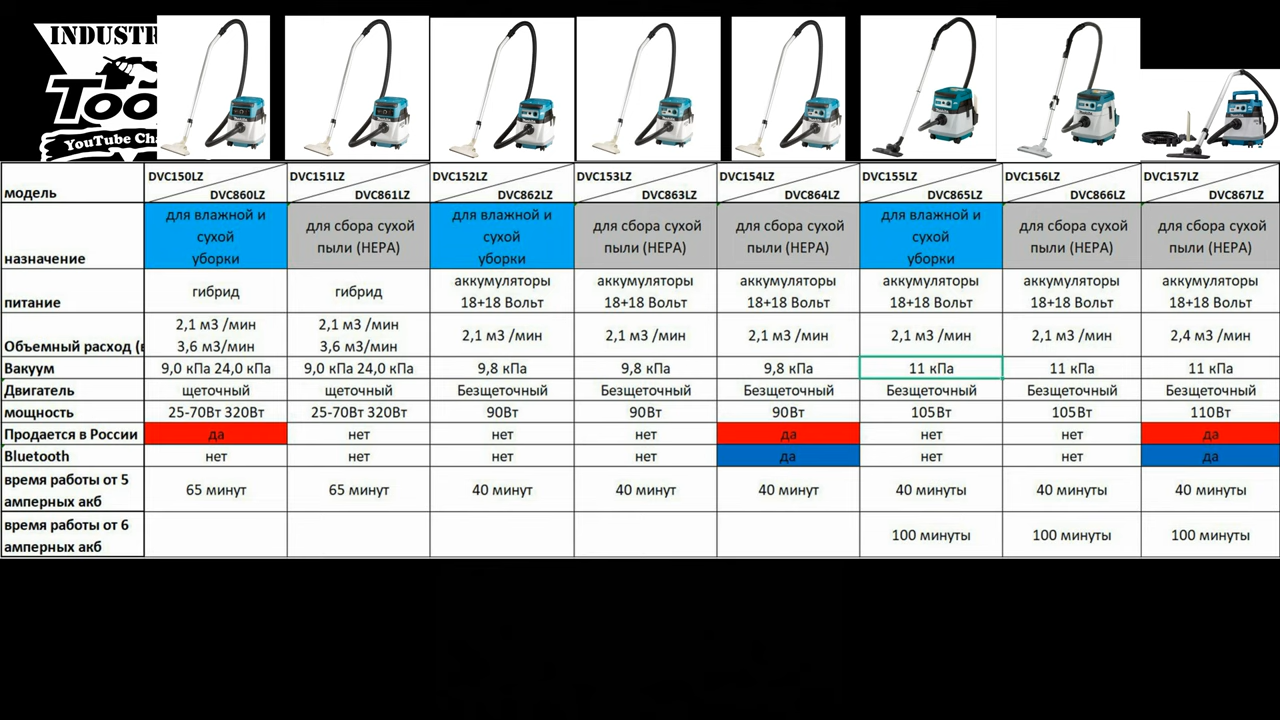 INDUSTR
Too
YouTube Cha
модель DVC150LZ DVC860LZ DVC151LZ DVC861LZ DVC152LZ DVC862LZ DVC153LZ DVC863LZ DVC154LZ DVC864LZ DVC155LZ DVC865LZ DVC156LZ DVC866LZ DVC157LZ DVC867LZ
назначение
для влажной и
сухой
уборки
для сбора сухой
пыли (HEPA)
для влажной и
сухой
уборки
для сбора сухой
пыли (HEPA)
для сбора сухой
пыли (HEPA)
для влажной и
сухой
уборки
для сбора сухой
пыли (HEPA)
для сбора сухой
пыли (HEPA)
питание
гибрид
гибрид
аккумуляторы
18+18 Вольт
аккумуляторы
18+18 Вольт
аккумуляторы
18+18 Вольт
аккумуляторы
18+18 Вольт
аккумуляторы
18+18 Вольт
аккумуляторы
18+18 Вольт
Объемный расход (в
2,1 м3 /мин
3,6 м3/мин
2,1 м3 /мин
3,6 м3/мин
2,1 м3 /мин
2,1 м3 /мин
2,1 м3 /мин
2,1 м3 /мин
2,1 м3 /мин
2,4 м3 /мин
Вакуум 9,0 кПа 24,0 кПа 9,0 кПа 24,0 кПа 9,8 кПа 9,8 кПа 9,8 кПа 11 кПа 11 кПа 11 кПа
Двигатель щеточный щеточный Безщеточный Безщеточный Безщеточный Безщеточный Безщеточный Безщеточный
мощность 25-70Вт 320Вт 25-70Вт 320Вт 90Вт 90Вт 90Вт 105Вт 105Вт 110Вт
Продается в России да нет нет нет да нет нет да
Bluetooth нет нет нет нет да нет нет да
время работы от 5
амперных акб
65 минут 65 минут 40 минут 40 минут 40 минут 40 минуты 40 минуты 40 минуты
время работы от 6
амперных акб
100 минуты 100 минуты 100 минуты